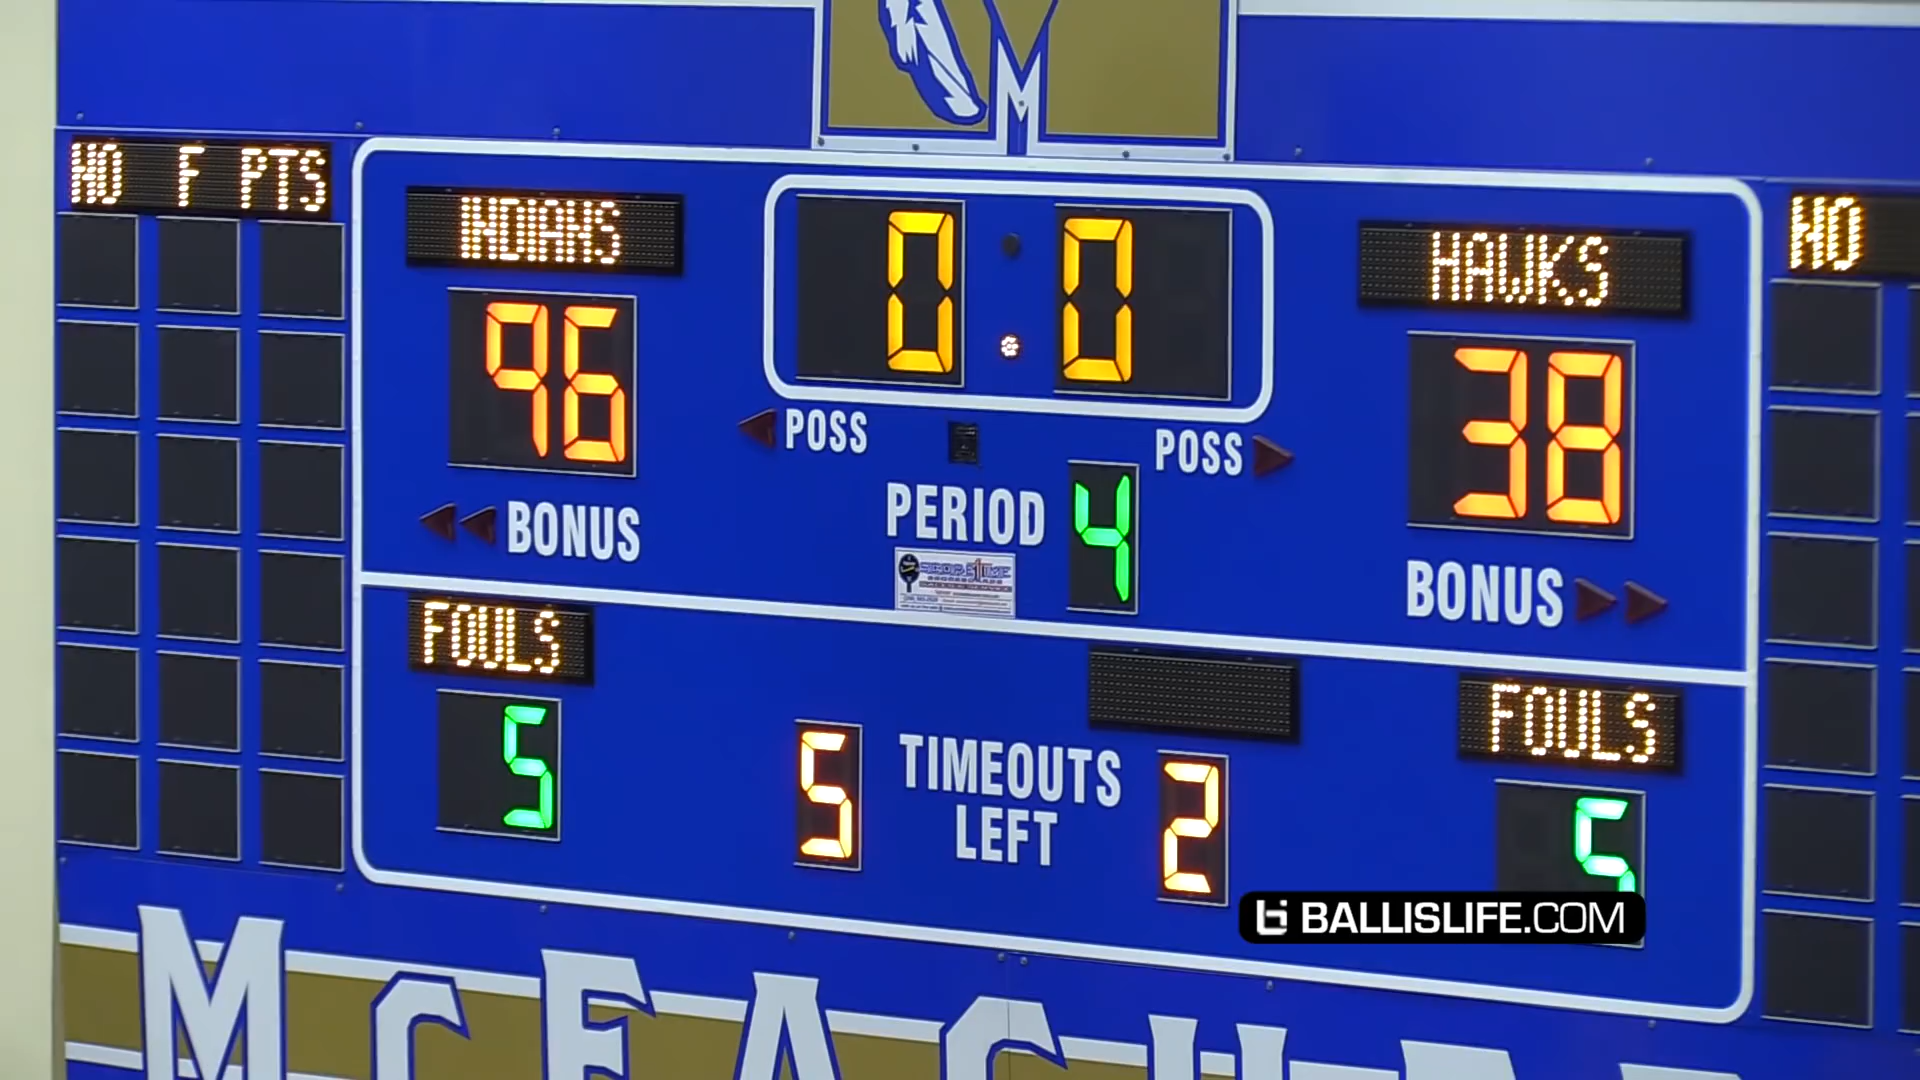 M
NO F PTS
INDIANS
0.0
HAWKS
NO
96
38
POSS
POSS
BONUS
PERIOD 4
BONUS
FOULS
FOULS
5
5
TIMEOUTS
LEFT
2
5
BALLISLIFE.COM